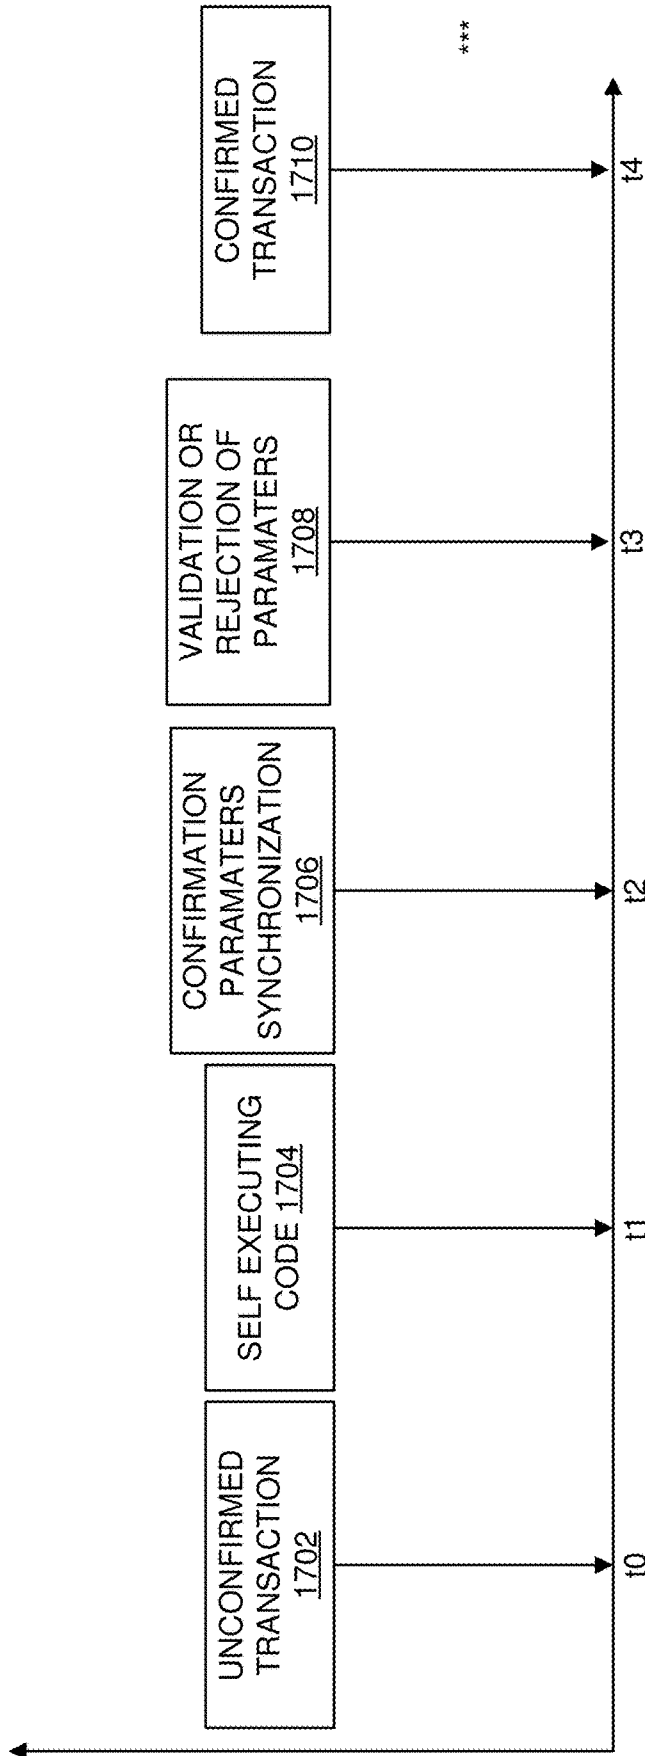 UNCONFIRMED
TRANSACTION
1702
SELF EXECUTING
CODE 1704
CONFIRMATION
PARAMATERS
SYNCHRONIZATION
1706
VALIDATION OR
REJECTION OF
PARAMATERS
1708
CONFIRMED
TRANSACTION
1710
***
t0
t1
t2
t3
t4